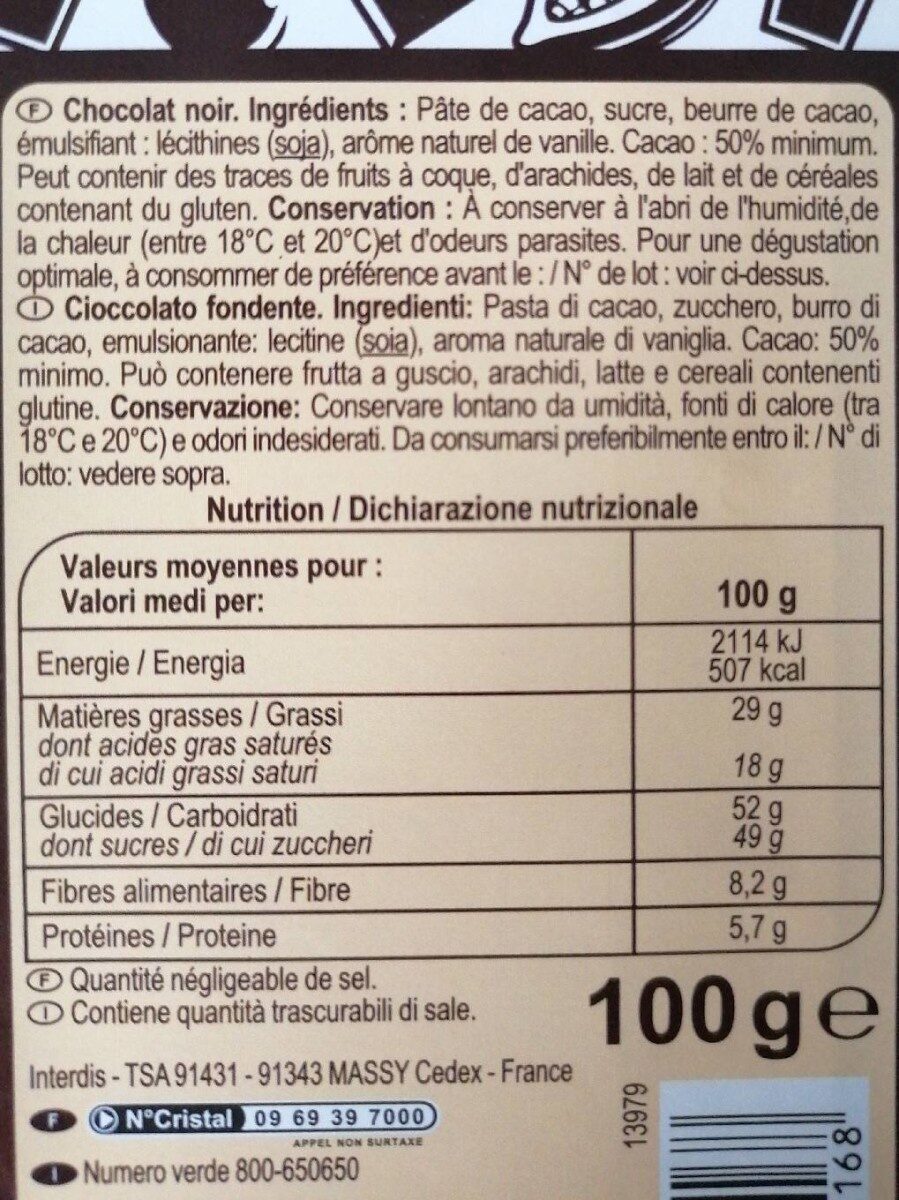 F Chocolat noir. Ingrédients : Pâte de cacao, sucre, beurre de cacao,
émulsifiant : lécithines (soja), arôme naturel de vanille. Cacao : 50% minimum.
Peut contenir des traces de fruits à coque, d'arachides, de lait et de céréales
contenant du gluten. Conservation : À conserver à l'abri de l'humidité,de
la chaleur (entre 18°C et 20°C)et d'odeurs parasites. Pour une dégustation
optimale, à consommer de préférence avant le : / N° de lot : voir ci-dessus.
I Cioccolato fondente. Ingredienti: Pasta di cacao, zucchero, burro di
cacao, emulsionante: lecitine (soia), aroma naturale di vaniglia. Cacao: 50%
minimo. Può contenere frutta a guscio, arachidi, latte e cereali contenenti
glutine. Conservazione: Conservare lontano da umidità, fonti di calore (tra
18°C e 20°C) e odori indesiderati. Da consumarsi preferibilmente entro il: / N° di
lotto: vedere sopra.
Nutrition / Dichiarazione nutrizionale
Valeurs moyennes pour :
Valori medi per:
100 g
Energie / Energia
2114 kJ
507 kcal
Matières grasses / Grassi
29 g
dont acides gras saturés
di cui acidi grassi saturi
18 g
Glucides / Carboidrati
52 g
dont sucres / di cui zuccheri
49 g
Fibres alimentaires / Fibre
8,2 g
Protéines / Proteine
5,7 g
F Quantité négligeable de sel.
I Contiene quantità trascurabili di sale.
100 g e
Interdis - TSA 91431 - 91343 MASSY Cedex - France
F N°Cristal 09 69 39 7000
APPEL NON SURTAXE
I Numero verde 800-650650
13979
168